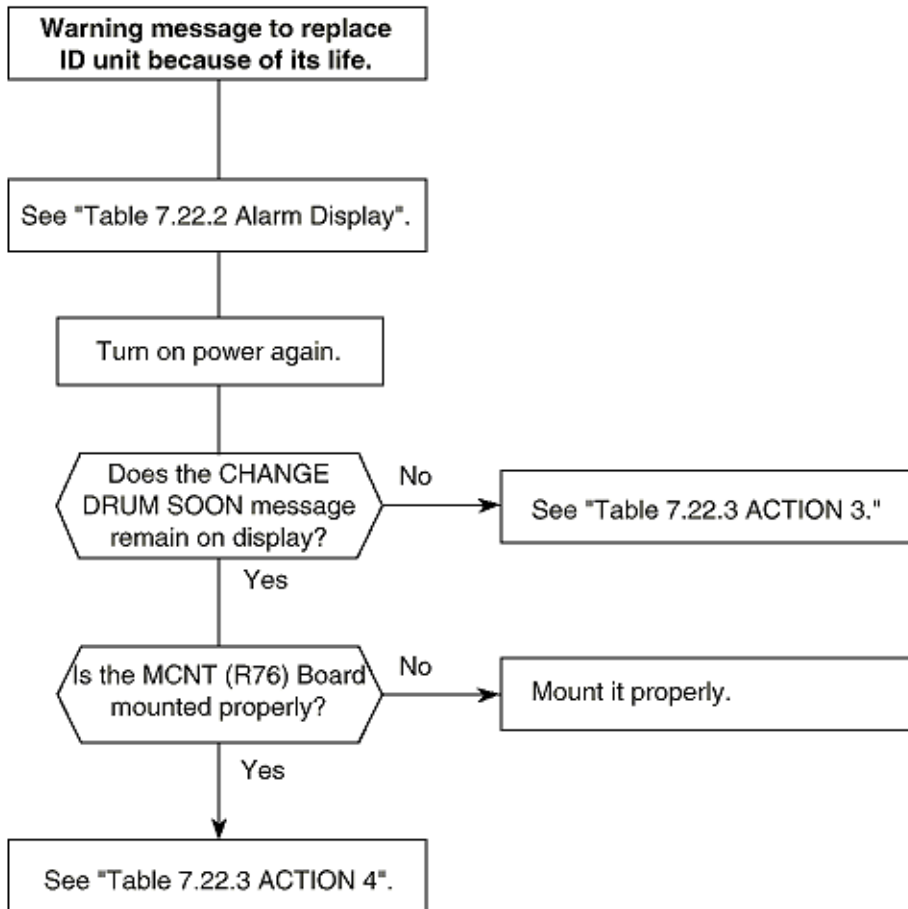 Warning message to replace
ID unit because of its life.
See "Table 7.22.2 Alarm Display".
Turn on power again.
Does the CHANGE
DRUM SOON message
remain on display?
No
See "Table 7.22.3 ACTION 3."
Yes
Is the MCNT (R76) Board
mounted properly?
No
Mount it properly.
Yes
See "Table 7.22.3 ACTION 4".